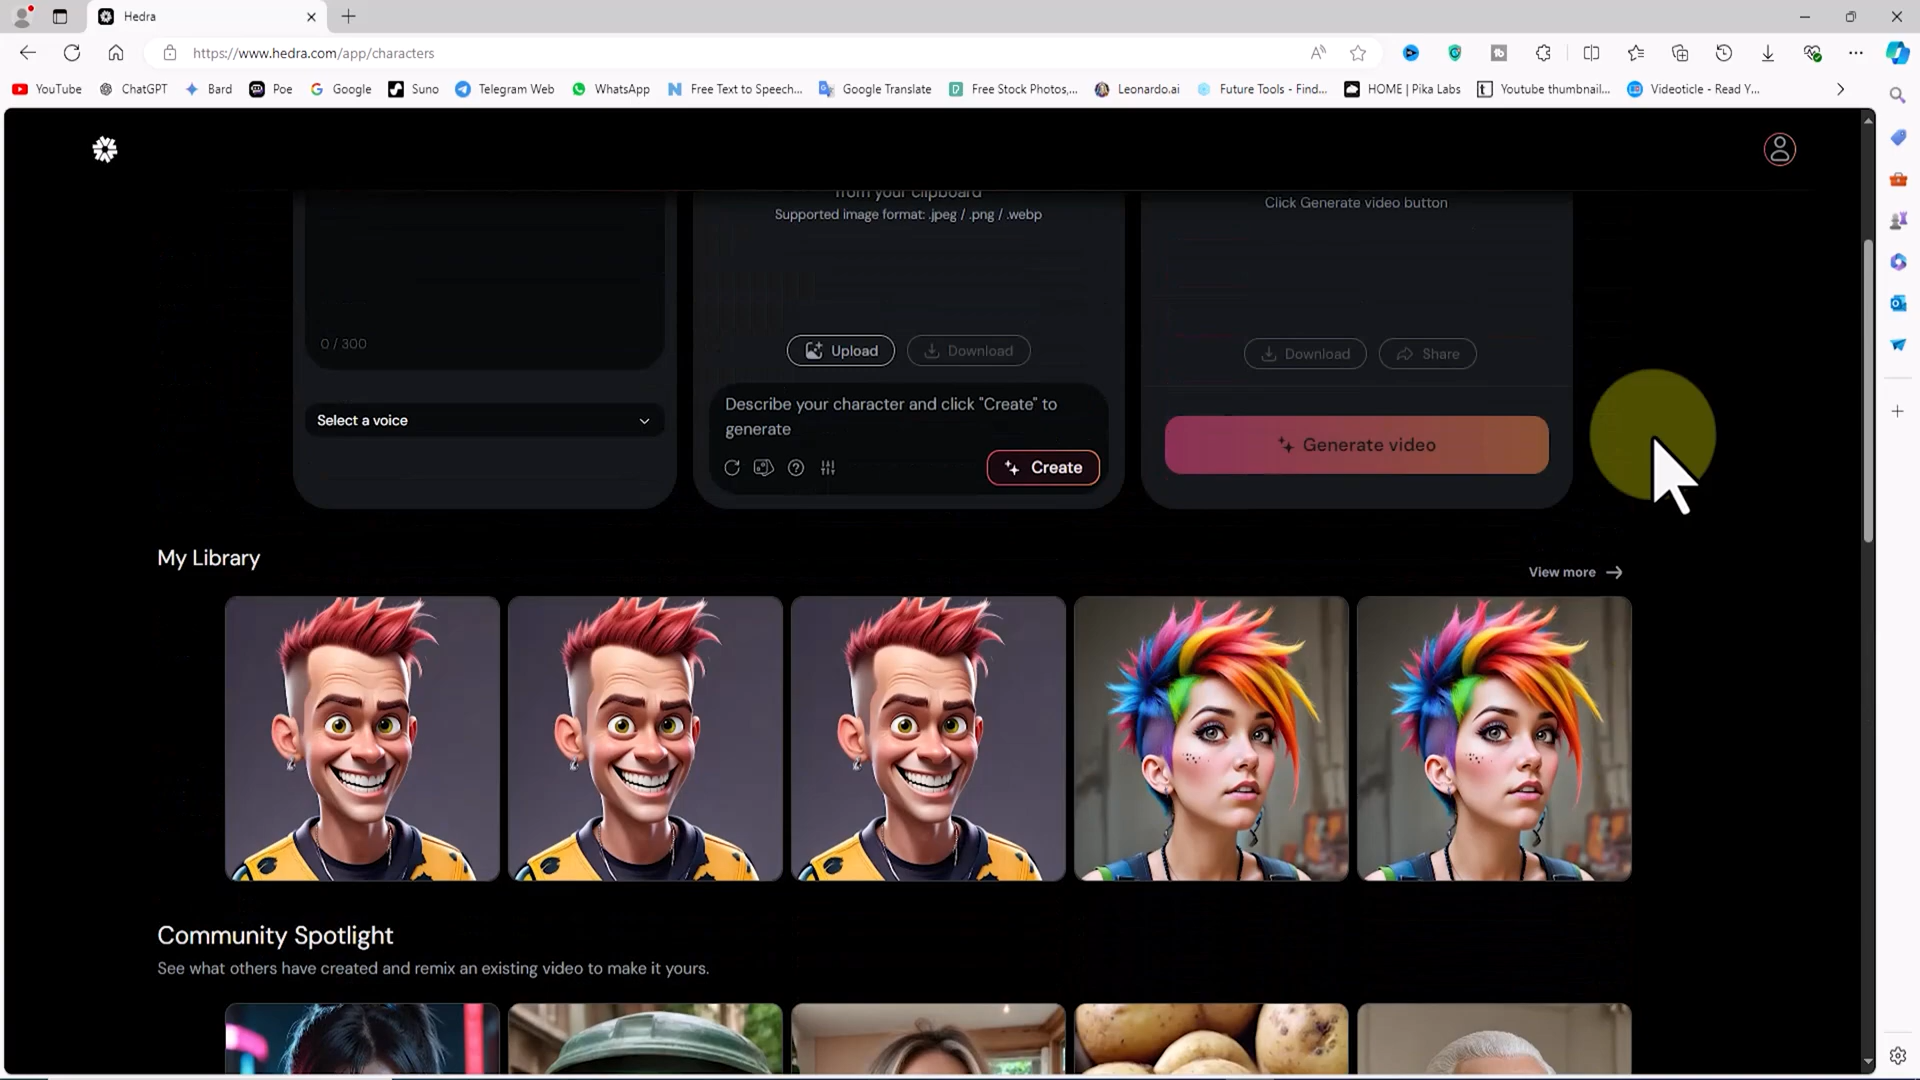 Hedra
https://www.hedra.com/app/characters
YouTube ChatGPT Bard Poe Google Suno Telegram Web WhatsApp Free Text to Speech... Google Translate Free Stock Photos,... Leonardo.ai Future Tools - Find... HOME | Pika Labs Youtube thumbnail... Videoticle - Read Y...
from your clipboard
Supported image format: .jpeg / .png / .webp
Click Generate video button
0 / 300
Upload
Download
Download
Share
Select a voice
Describe your character and click "Create" to
generate
Create
Generate video
My Library
View more
Community Spotlight
See what others have created and remix an existing video to make it yours.